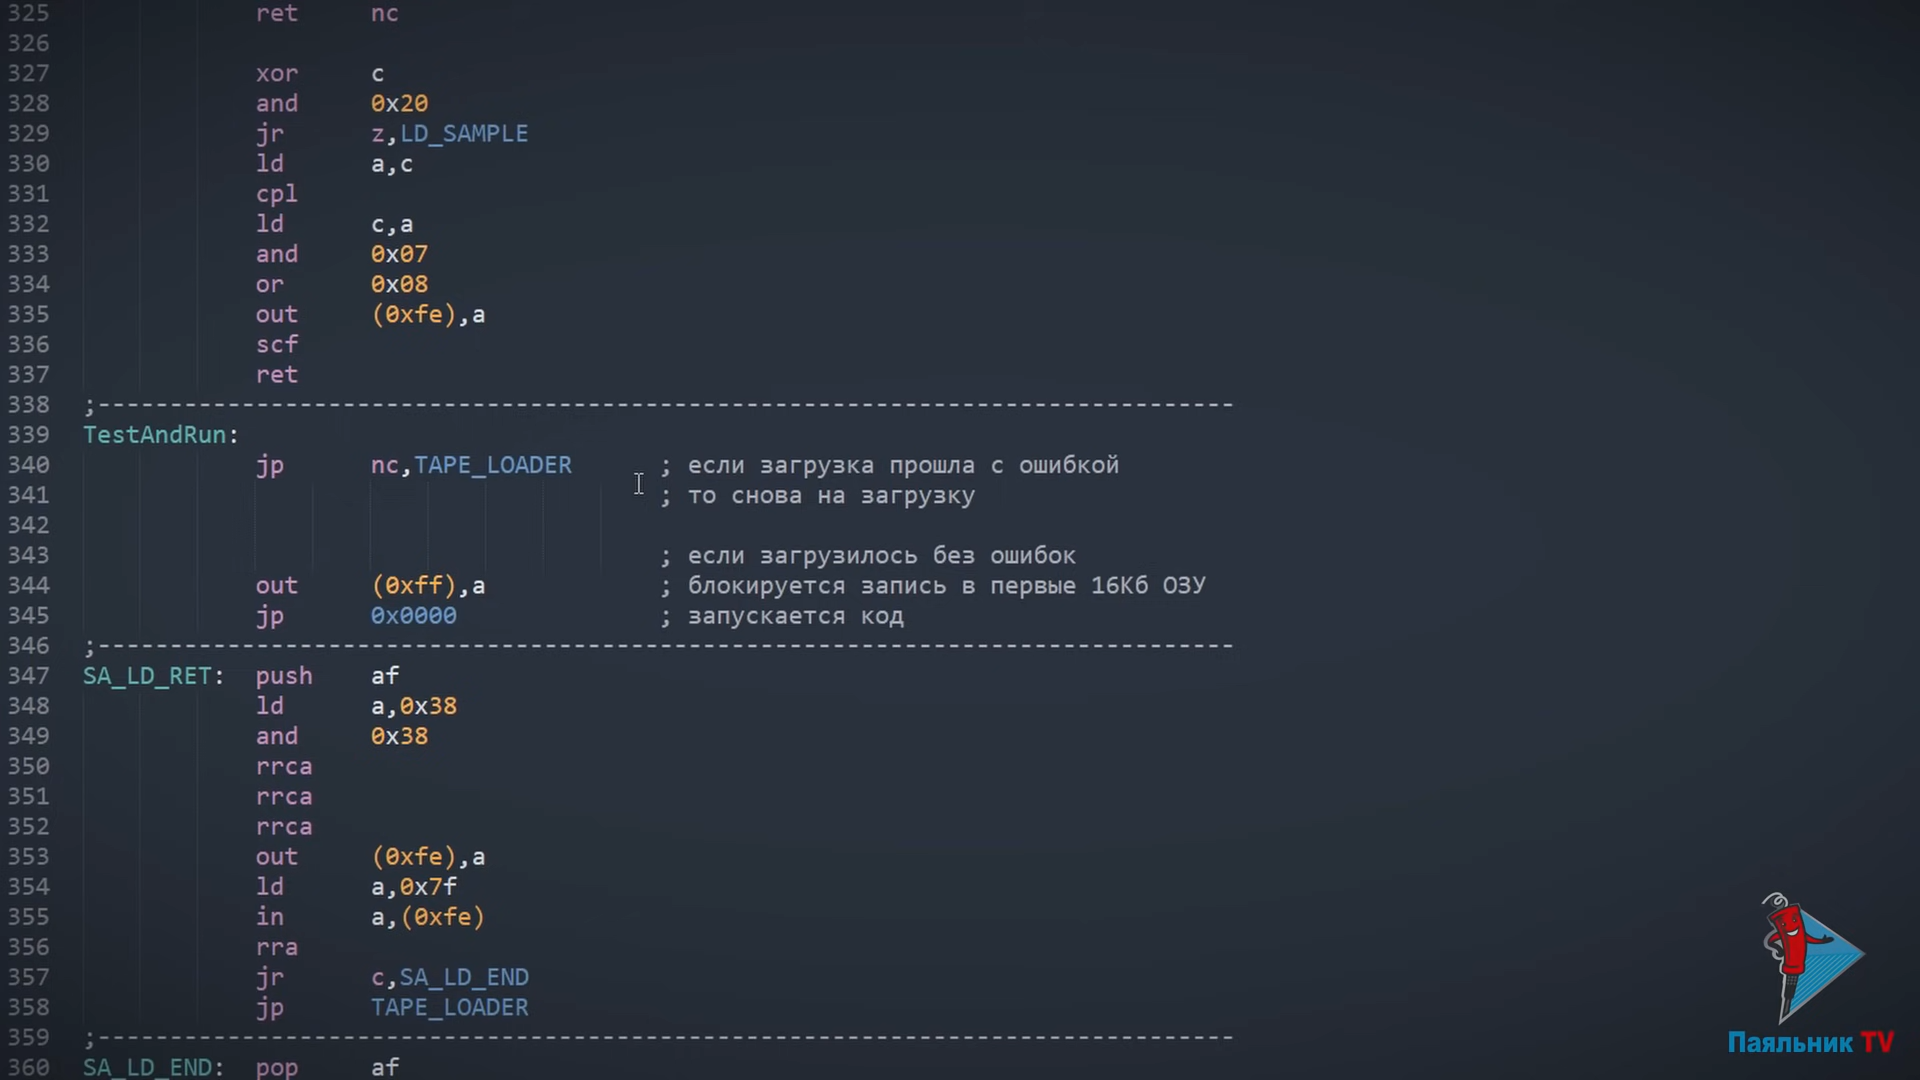 325 ret nc
326
327 xor c
328 and 0x20
329 jr z,LD_SAMPLE
330 ld a,c
331 cpl
332 ld c,a
333 and 0x07
334 or 0x08
335 out (0xfe),a
336 scf
337 ret
338 ;-------------------------------------------------------------------------------
339 TestAndRun:
340 jp nc,TAPE_LOADER ; если загрузка прошла с ошибкой
341 ; то снова на загрузку
342
343 ; если загрузилось без ошибок
344 out (0xff),a ; блокируется запись в первые 16Кб ОЗУ
345 jp 0x0000 ; запускается код
346 ;-------------------------------------------------------------------------------
347 SA_LD_RET: push af
348 ld a,0x38
349 and 0x38
350 rrca
351 rrca
352 rrca
353 out (0xfe),a
354 ld a,0x7f
355 in a,(0xfe)
356 rra
357 jr c,SA_LD_END
358 jp TAPE_LOADER
359 ;-------------------------------------------------------------------------------
360 SA_LD_END: pop af
Паяльник TV